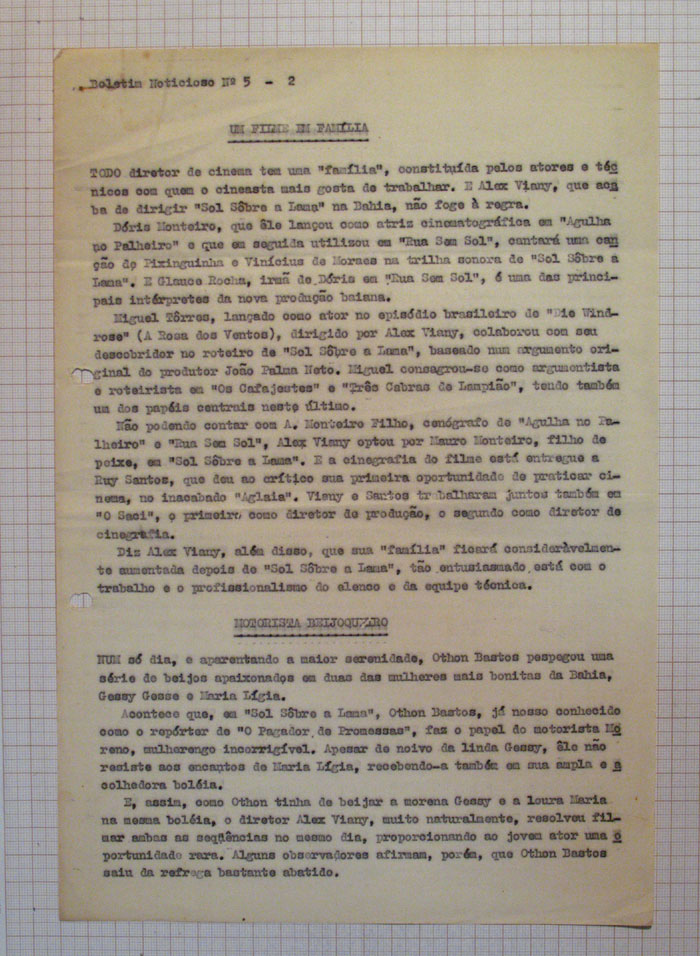 Boletim Noticioso Nº 5 - 2
UM FILME EM FAMÍLIA
TODO diretor de cinema tem uma "família", constituída pelos atores e téc
nicos com quem o cineasta mais gosta de trabalhar. E Alex Viany, que aca
ba de dirigir "Sol Sôbre a Lama" na Bahia, não foge à regra.
Dóris Monteiro, que êle lançou como atriz cinematográfica em "Agulha
no Palheiro" e que em seguida utilizou em "Rua Sem Sol", cantará uma can
ção de Pixinguinha e Vinícius de Moraes na trilha sonora de "Sol Sôbre a
Lama". E Glauce Rocha, irmã de Dóris em "Rua Sem Sol", é uma das princi-
pais intérpretes da nova produção baiana.
Miguel Tôrres, lançado como ator no episódio brasileiro de "Die Wind-
rose" (A Rosa dos Ventos), dirigido por Alex Viany, colaborou com seu
descobridor no roteiro de "Sol Sôbre a Lama", baseado num argumento ori-
ginal do produtor João Palma Neto. Miguel consagrou-se como argumentista
e roteirista em "Os Cafajestes" e "Três Cabras de Lampião", tendo também
um dos papéis centrais neste último.
Não podendo contar com A. Monteiro Filho, cenógrafo de "Agulha no Pa-
lheiro" e "Rua Sem Sol", Alex Viany optou por Mauro Monteiro, filho de
peixe, em "Sol Sôbre a Lama". E a cinegrafia do filme está entregue a
Ruy Santos, que deu ao crítico sua primeira oportunidade de praticar ci-
nema, no inacabado "Aglaia". Viany e Santos trabalharam juntos também em
"O Saci", o primeiro como diretor de produção, o segundo como diretor de
cinegrafia.
Diz Alex Viany, além disso, que sua "família" ficará consideràvelmen-
te aumentada depois de "Sol Sôbre a Lama", tão entusiasmado está com o
trabalho e o profissionalismo do elenco e da equipe técnica.
MOTORISTA BEIJOQUEIRO
NUM só dia, e aparentando a maior serenidade, Othon Bastos pespegou uma
série de beijos apaixonados em duas das mulheres mais bonitas da Bahia,
Gessy Gesse e Maria Lígia.
Acontece que, em "Sol Sôbre a Lama", Othon Bastos, já nosso conhecido
como o repórter de "O Pagador de Promessas", faz o papel do motorista Mo
reno, mulherengo incorrigível. Apesar de noivo da linda Gessy, êle não
resiste aos encantos de Maria Lígia, recebendo-a também em sua ampla e a
colhedora boléia.
E, assim, como Othon tinha de beijar a morena Gessy e a loura Maria
na mesma boléia, o diretor Alex Viany, muito naturalmente, resolveu fil-
mar ambas as seqüências no mesmo dia, proporcionando ao jovem ator uma o
portunidade rara. Alguns observadores afirmam, porém, que Othon Bastos
saiu da refrega bastante abatido.